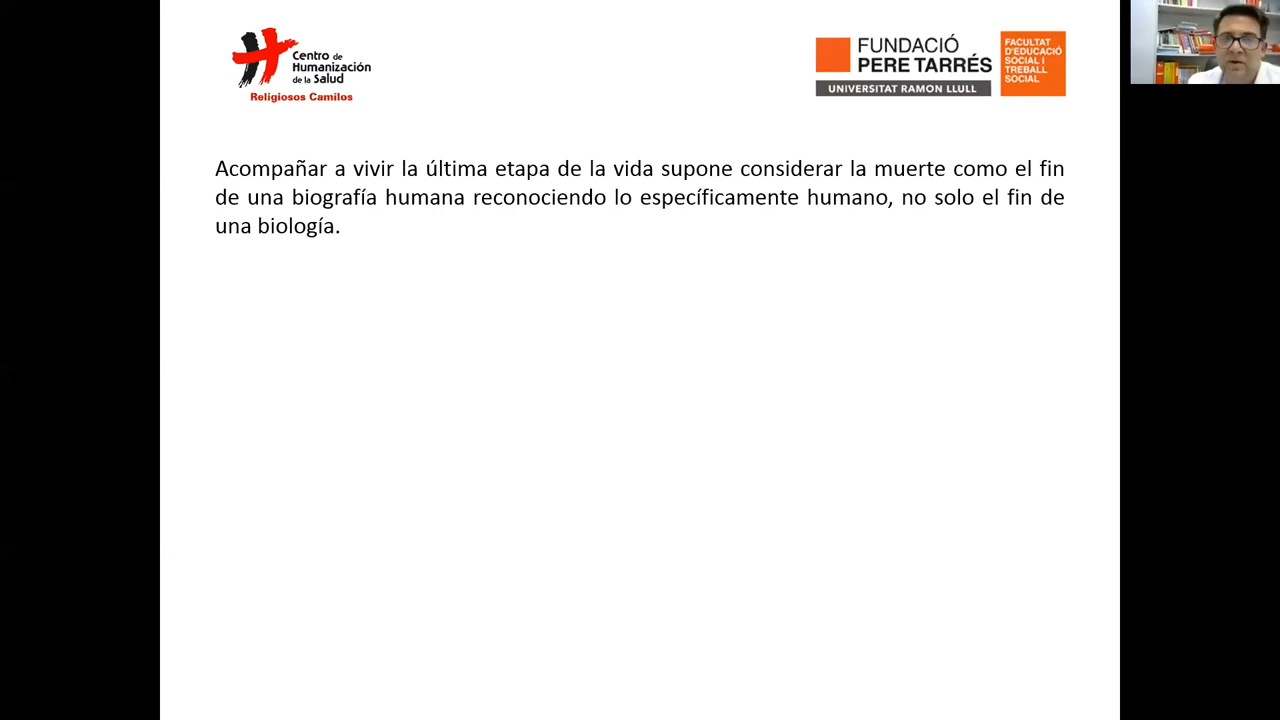 Centro de
Humanización
de la Salud
Religiosos Camilos
FUNDACIÓ
PERE TARRÉS
UNIVERSITAT RAMON LLULL
FACULTAT
D'EDUCACIÓ
SOCIAL I
TREBALL
SOCIAL
Acompañar a vivir la última etapa de la vida supone considerar la muerte como el fin
de una biografía humana reconociendo lo específicamente humano, no solo el fin de
una biología.